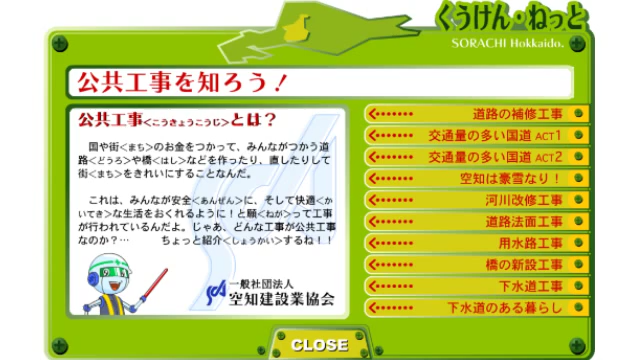 くうけん・ねっと
SORACHI Hokkaido.
公共工事を知ろう！
公共工事<こうきょうこうじ>とは？
国や街<まち>のお金をつかって、みんながつかう道
路<どうろ>や橋<はし>などを作ったり、直したりして
街<まち>をきれいにすることなんだ。
これは、みんなが安全<あんぜん>に、そして快適<か
いてき>な生活をおくれるように！と願<ねが>って工事
が行われているんだよ。じゃあ、どんな工事が公共工事
なのか？… ちょっと紹介<しょうかい>するね！！
一般社団法人
空知建設業協会
道路の補修工事
交通量の多い国道 ACT1
交通量の多い国道 ACT2
空知は豪雪なり！
河川改修工事
道路法面工事
用水路工事
橋の新設工事
下水道工事
下水道のある暮らし
CLOSE